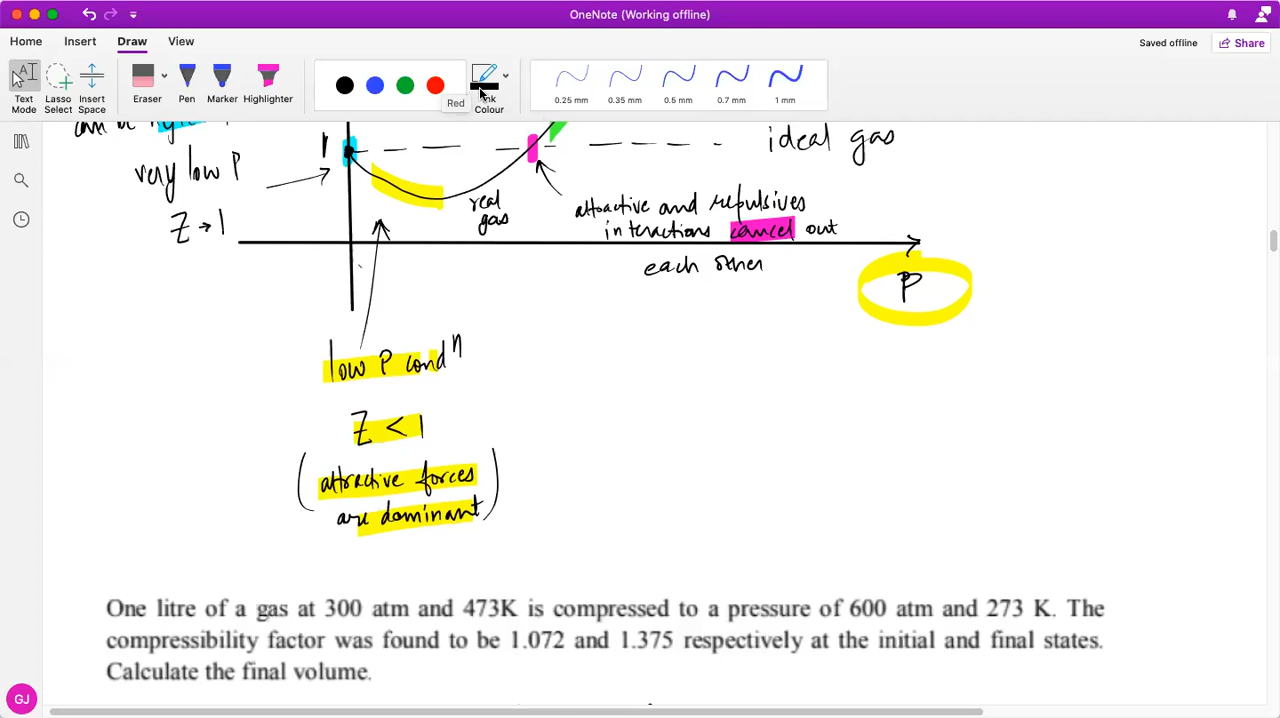 OneNote (Working offline)
Home Insert Draw View
Saved offline
Share
Text Mode
Lasso Select
Insert Space
Eraser
Pen
Marker
Highlighter
Red
Colour
0.25 mm
0.35 mm
0.5 mm
0.7 mm
1 mm
can be
very low P
Z → 1
1
ideal gas
real gas
attractive and repulsives
interactions cancel out
each other
P
low P condⁿ
Z < 1
(attractive forces
are dominant)
One litre of a gas at 300 atm and 473K is compressed to a pressure of 600 atm and 273 K. The
compressibility factor was found to be 1.072 and 1.375 respectively at the initial and final states.
Calculate the final volume.
GJ